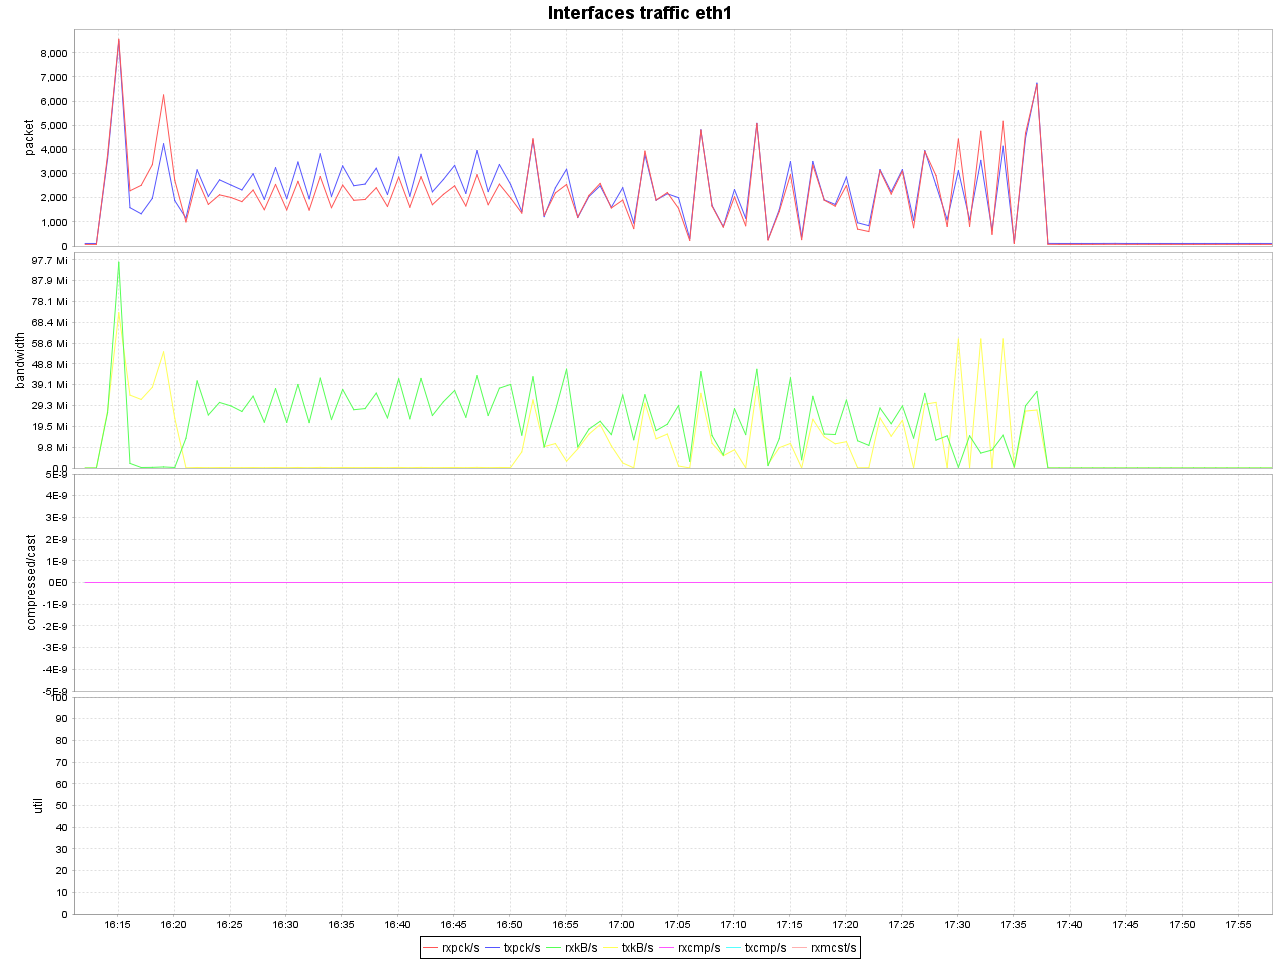 Interfaces traffic eth1
packet
8,000
7,000
6,000
5,000
4,000
3,000
2,000
1,000
0
bandwidth
97.7 Mi
87.9 Mi
78.1 Mi
68.4 Mi
58.6 Mi
48.8 Mi
39.1 Mi
29.3 Mi
19.5 Mi
9.8 Mi
0.0
compressed/cast
5E-9
4E-9
3E-9
2E-9
1E-9
0E0
-1E-9
-2E-9
-3E-9
-4E-9
-5E-9
util
100
90
80
70
60
50
40
30
20
10
0
16:15 16:20 16:25 16:30 16:35 16:40 16:45 16:50 16:55 17:00 17:05 17:10 17:15 17:20 17:25 17:30 17:35 17:40 17:45 17:50 17:55
rxpck/s txpck/s rxkB/s txkB/s rxcmp/s txcmp/s rxmcst/s